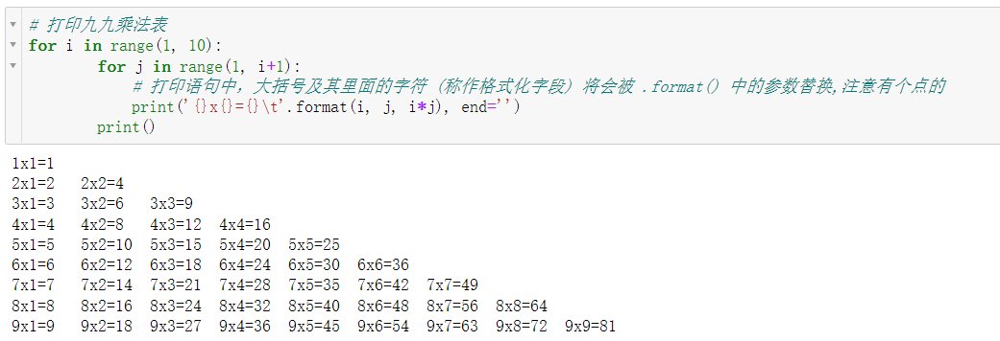 # 打印九九乘法表
for i in range(1, 10):
        for j in range(1, i+1):
            # 打印语句中，大括号及其里面的字符 (称作格式化字段) 将会被 .format() 中的参数替换,注意有个点的
            print('{}x{}={}\t'.format(i, j, i*j), end='')
        print()
1x1=1
2x1=2   2x2=4
3x1=3   3x2=6   3x3=9
4x1=4   4x2=8   4x3=12  4x4=16
5x1=5   5x2=10  5x3=15  5x4=20  5x5=25
6x1=6   6x2=12  6x3=18  6x4=24  6x5=30  6x6=36
7x1=7   7x2=14  7x3=21  7x4=28  7x5=35  7x6=42  7x7=49
8x1=8   8x2=16  8x3=24  8x4=32  8x5=40  8x6=48  8x7=56  8x8=64
9x1=9   9x2=18  9x3=27  9x4=36  9x5=45  9x6=54  9x7=63  9x8=72  9x9=81